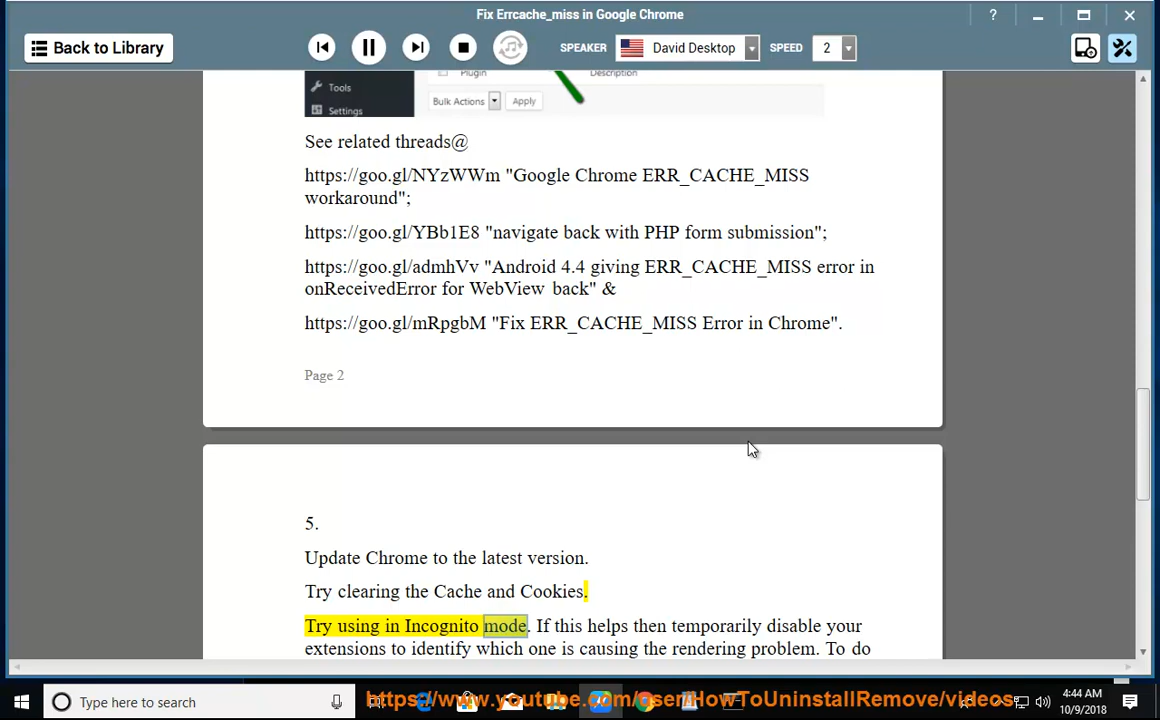 Fix Errcache_miss in Google Chrome
?
Back to Library
SPEAKER David Desktop SPEED 2
Plugin Description
Tools
Bulk Actions Apply
Settings
See related threads@
https://goo.gl/NYzWWm "Google Chrome ERR_CACHE_MISS
workaround";
https://goo.gl/YBb1E8 "navigate back with PHP form submission";
https://goo.gl/admhVv "Android 4.4 giving ERR_CACHE_MISS error in
onReceivedError for WebView back" &
https://goo.gl/mRpgbM "Fix ERR_CACHE_MISS Error in Chrome".
Page 2
5.
Update Chrome to the latest version.
Try clearing the Cache and Cookies.
Try using in Incognito mode. If this helps then temporarily disable your
extensions to identify which one is causing the rendering problem. To do
Type here to search
https://www.youtube.com/user/HowToUninstallRemove/videos
4:44 AM
10/9/2018